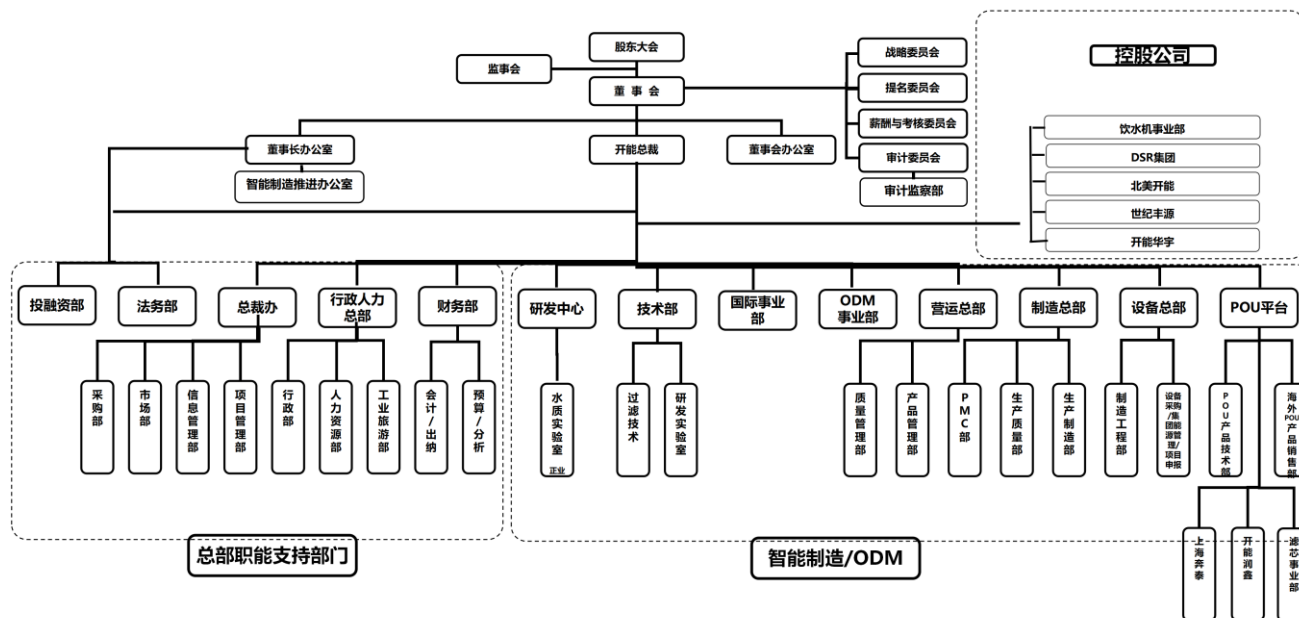 股东大会
监事会
董 事 会
战略委员会
提名委员会
薪酬与考核委员会
审计委员会
审计监察部
控股公司
饮水机事业部
DSR集团
北美开能
世纪丰源
开能华宇
董事长办公室
开能总裁
董事会办公室
智能制造推进办公室
投融资部
法务部
总裁办
行政人力
总部
财务部
研发中心
技术部
国际事业
部
ODM
事业部
营运总部
制造总部
设备总部
POU平台
采购部
市场部
信息管理部
项目管理部
行政部
人力资源部
工业旅游部
会计/出纳
预算/分析
水质实验室
正业
过滤技术
研发实验室
质量管理部
产品管理部
PMC部
生产质量部
生产制造部
制造工程部
设备
采购/集
团能
源管
理/
项目
申报
POU产品技术部
海外POU产品销售部
上海奔泰
开能润鑫
滤芯事业部
总部职能支持部门
智能制造/ODM